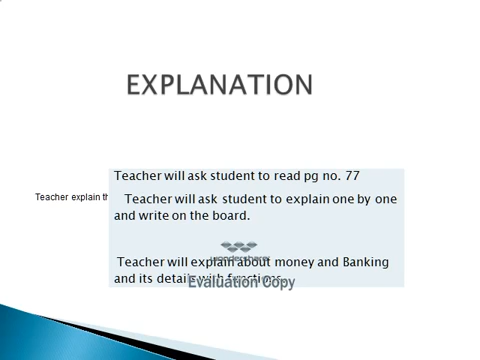 EXPLANATION
Teacher will ask student to read pg no. 77
Teacher explain th
Teacher will ask student to explain one by one
and write on the board.
Teacher will explain about money and Banking
and its details with functions.
wondershare
Evaluation Copy